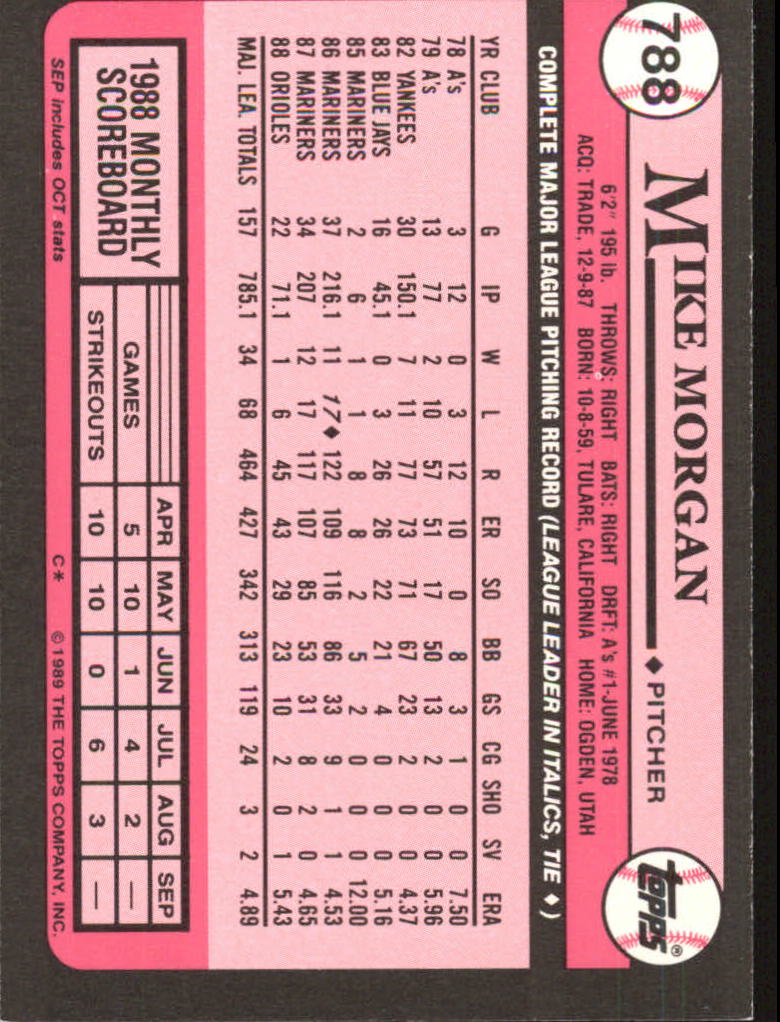 788
MIKE MORGAN ◆ PITCHER
topps®
6'2" 195 lb. THROWS: RIGHT BATS: RIGHT DRFT: A's #1-JUNE 1978
ACQ: TRADE, 12-9-87 BORN: 10-8-59, TULARE, CALIFORNIA HOME: OGDEN, UTAH
COMPLETE MAJOR LEAGUE PITCHING RECORD (LEAGUE LEADER IN ITALICS, TIE ◆)
YR CLUB G IP W L R ER SO BB GS CG SHO SV ERA
78 A's 3 12 0 3 12 10 0 8 3 1 0 0 7.50
79 A's 13 77 2 10 57 51 17 50 13 2 0 0 5.96
82 YANKEES 30 150.1 7 11 77 73 71 67 23 2 0 0 4.37
83 BLUE JAYS 16 45.1 0 3 26 26 22 21 4 0 0 0 5.16
85 MARINERS 2 6 1 1 8 8 2 5 2 0 0 0 12.00
86 MARINERS 37 216.1 11 17◆ 122 109 116 86 33 9 1 1 4.53
87 MARINERS 34 207 12 17 117 107 85 53 31 8 2 0 4.65
88 ORIOLES 22 71.1 1 6 45 43 29 23 10 2 0 1 5.43
MAJ. LEA. TOTALS 157 785.1 34 68 464 427 342 313 119 24 3 2 4.89
1988 MONTHLY
SCOREBOARD
APR MAY JUN JUL AUG SEP
GAMES 5 10 1 4 2 —
STRIKEOUTS 10 10 0 6 3 —
SEP includes OCT stats C* ©1989 THE TOPPS COMPANY, INC.